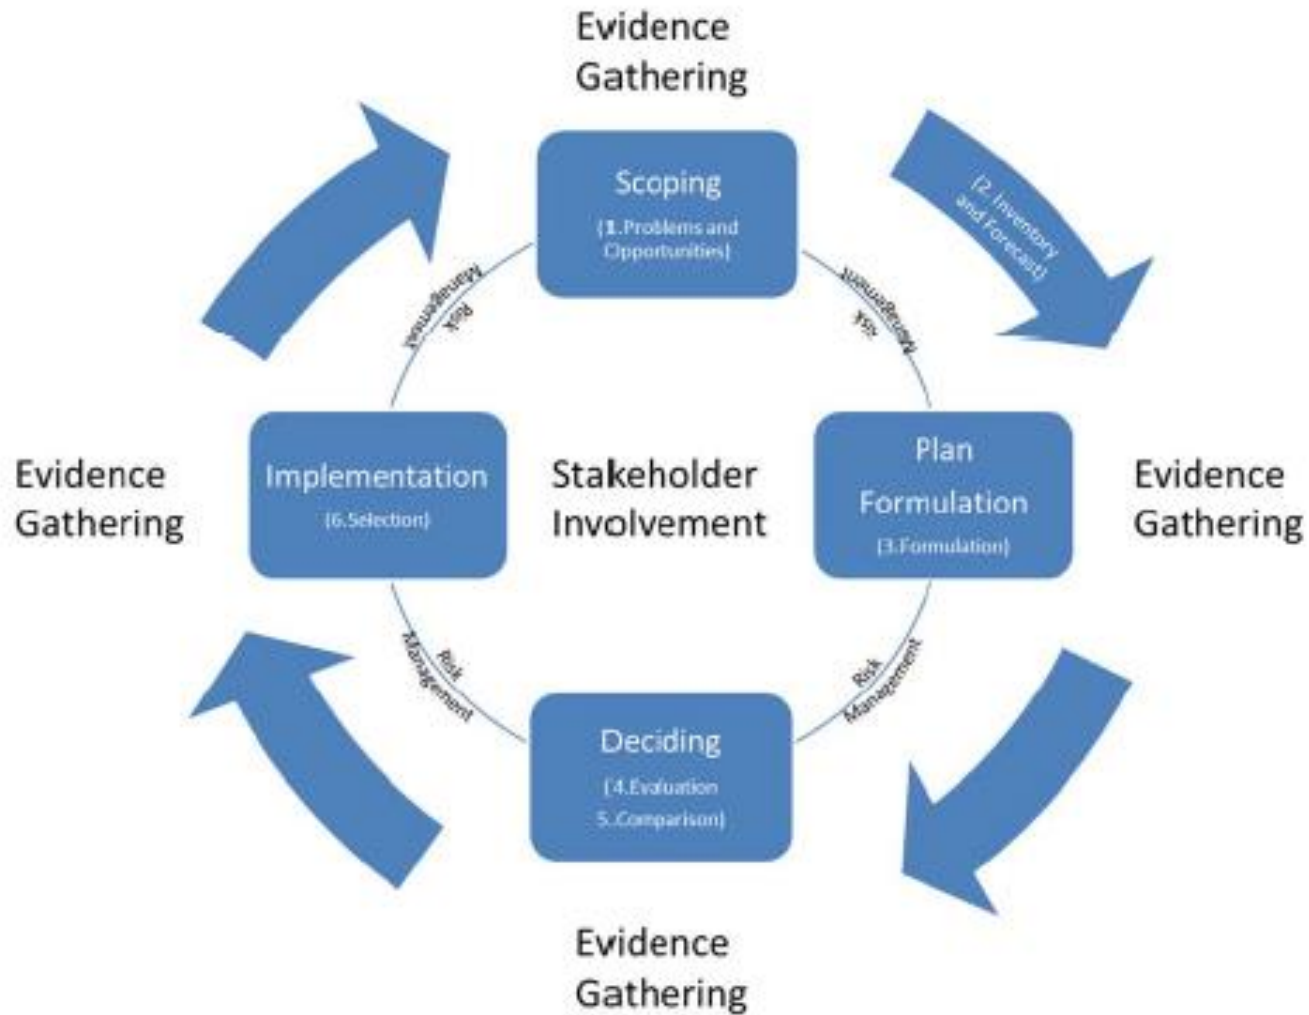 Evidence
Gathering
Scoping
(1.Problems and
Opportunities)
(2. Inventory
and Forecast)
Management
Risk
Management
Risk
Evidence
Gathering
Implementation
(6.Selection)
Stakeholder
Involvement
Plan
Formulation
(3.Formulation)
Evidence
Gathering
Risk
Management
Risk
Management
Deciding
(4.Evaluation
5.Comparison)
Evidence
Gathering